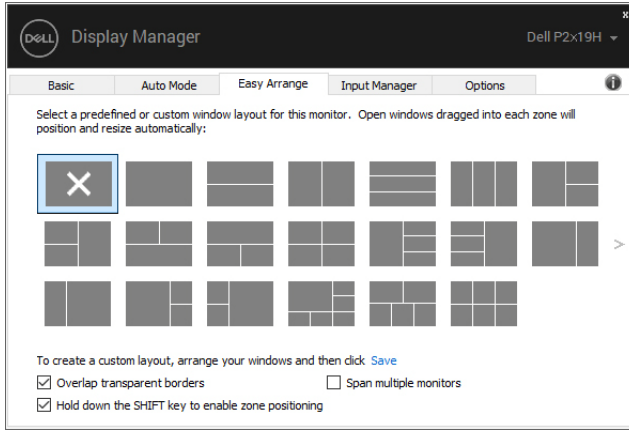 x
DELL Display Manager Dell P2x19H
Basic Auto Mode Easy Arrange Input Manager Options
Select a predefined or custom window layout for this monitor. Open windows dragged into each zone will
position and resize automatically:
>
To create a custom layout, arrange your windows and then click Save
Overlap transparent borders Span multiple monitors
Hold down the SHIFT key to enable zone positioning